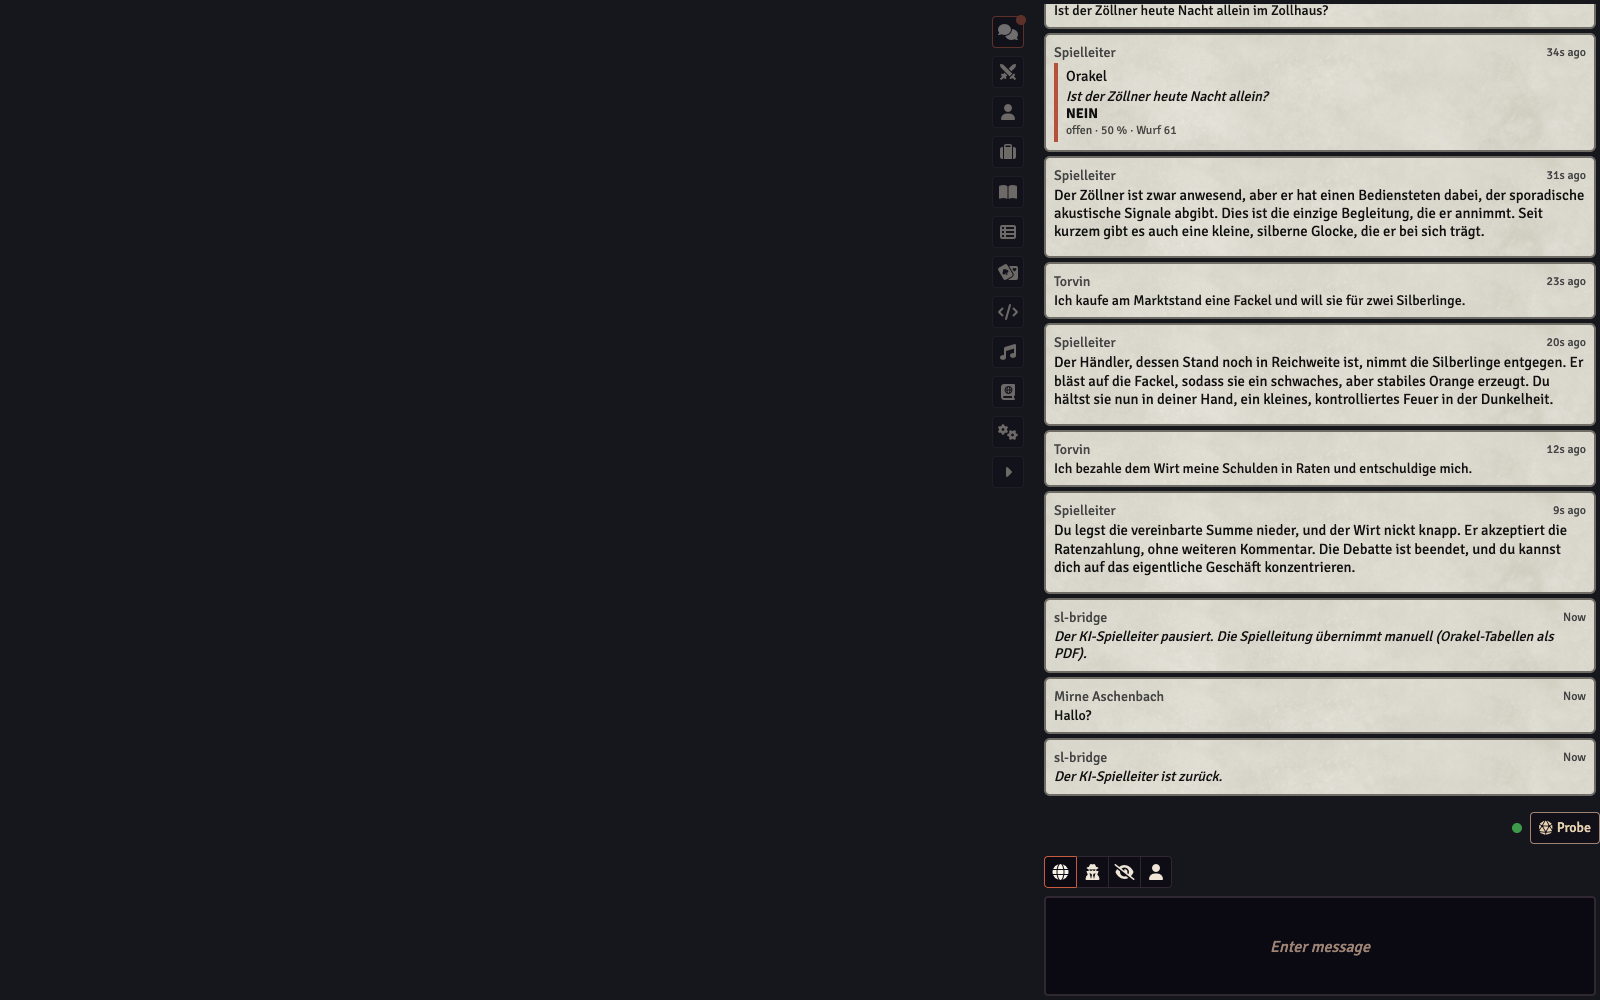 Ist der Zöllner heute Nacht allein im Zollhaus?
Spielleiter 34s ago
Orakel
Ist der Zöllner heute Nacht allein?
NEIN
offen · 50 % · Wurf 61
Spielleiter 31s ago
Der Zöllner ist zwar anwesend, aber er hat einen Bediensteten dabei, der sporadische
akustische Signale abgibt. Dies ist die einzige Begleitung, die er annimmt. Seit
kurzem gibt es auch eine kleine, silberne Glocke, die er bei sich trägt.
Torvin 23s ago
Ich kaufe am Marktstand eine Fackel und will sie für zwei Silberlinge.
Spielleiter 20s ago
Der Händler, dessen Stand noch in Reichweite ist, nimmt die Silberlinge entgegen. Er
bläst auf die Fackel, sodass sie ein schwaches, aber stabiles Orange erzeugt. Du
hältst sie nun in deiner Hand, ein kleines, kontrolliertes Feuer in der Dunkelheit.
Torvin 12s ago
Ich bezahle dem Wirt meine Schulden in Raten und entschuldige mich.
Spielleiter 9s ago
Du legst die vereinbarte Summe nieder, und der Wirt nickt knapp. Er akzeptiert die
Ratenzahlung, ohne weiteren Kommentar. Die Debatte ist beendet, und du kannst
dich auf das eigentliche Geschäft konzentrieren.
sl-bridge Now
Der KI-Spielleiter pausiert. Die Spielleitung übernimmt manuell (Orakel-Tabellen als
PDF).
Mirne Aschenbach Now
Hallo?
sl-bridge Now
Der KI-Spielleiter ist zurück.
Probe
Enter message